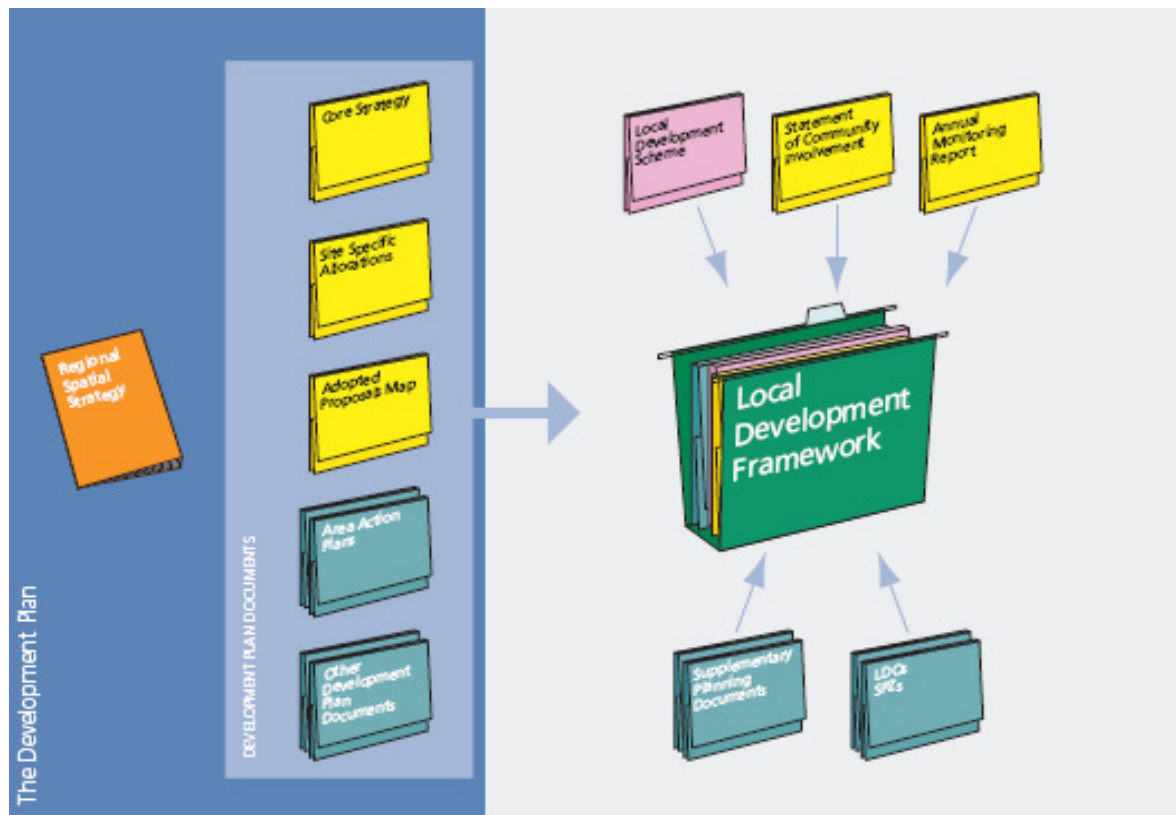 The Development Plan
Regional
Spatial
Strategy
DEVELOPMENT PLAN DOCUMENTS
Core Strategy
Site Specific
Allocations
Adopted
Proposals Map
Area Action
Plans
Other
Development
Plan
Documents
Local
Development
Scheme
Statement
of Community
Involvement
Annual
Monitoring
Report
Local
Development
Framework
Supplementary
Planning
Documents
LDOs
SPZs